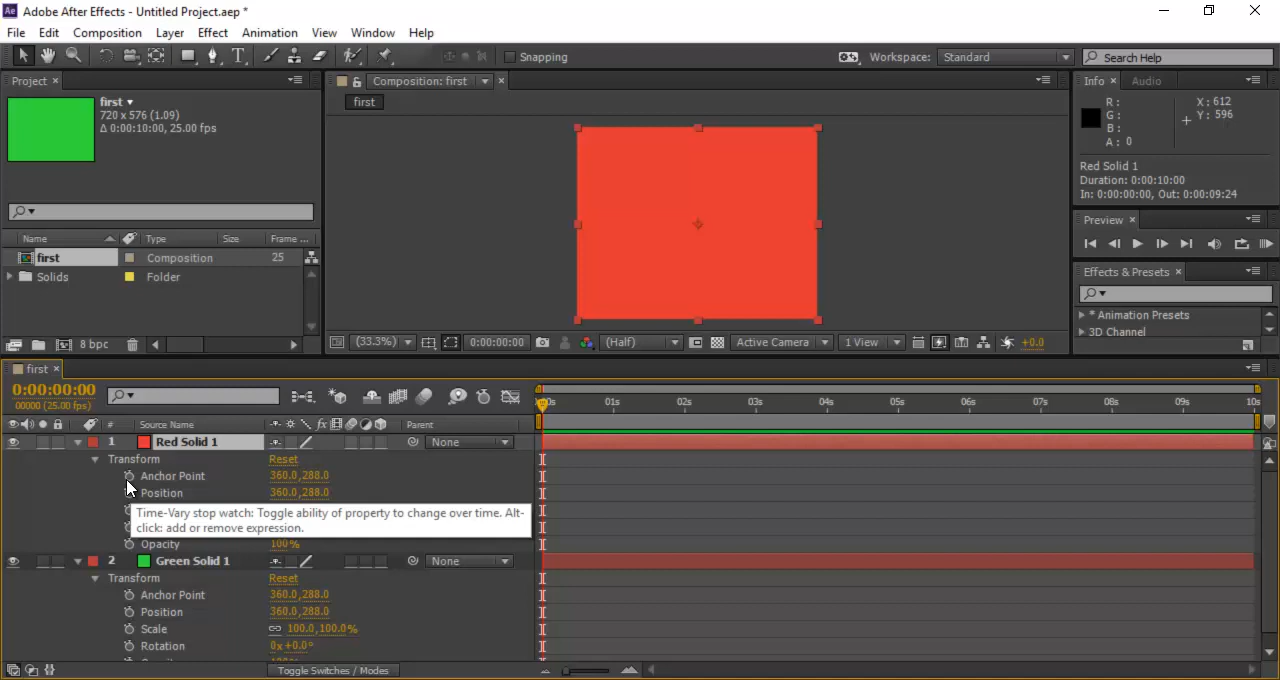 Ae Adobe After Effects - Untitled Project.aep *
File Edit Composition Layer Effect Animation View Window Help
T Snapping Workspace: Standard Search Help
Project × Composition: first × Info × Audio
first
first ▾
720 x 576 (1.09)
Δ 0:00:10:00, 25.00 fps
R:
G:
B:
A: 0
X: 612
Y: 596
Red Solid 1
Duration: 0:00:10:00
In: 0:00:00:00, Out: 0:00:09:24
Preview ×
Name Type Size Frame ...
first Composition 25
Solids Folder
Effects & Presets ×
* Animation Presets
3D Channel
8 bpc
(33.3%) 0:00:00:00 (Half) Active Camera 1 View +0.0
first ×
0:00:00:00
00000 (25.00 fps)
0s 01s 02s 03s 04s 05s 06s 07s 08s 09s 10s
# Source Name fx Parent
1 Red Solid 1 None
Transform Reset
Anchor Point 360.0,288.0
Position 360.0,288.0
Time-Vary stop watch: Toggle ability of property to change over time. Alt-
click: add or remove expression.
Opacity 100%
2 Green Solid 1 None
Transform Reset
Anchor Point 360.0,288.0
Position 360.0,288.0
Scale 100.0,100.0%
Rotation 0x+0.0°
Toggle Switches / Modes